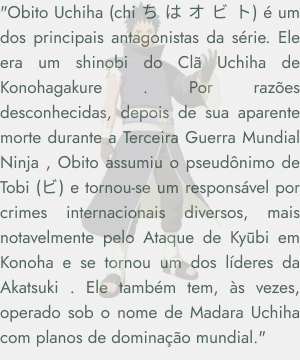 "Obito Uchiha (chi ち は オ ビ ト) é um
dos principais antagonistas da série. Ele
era um shinobi do Clã Uchiha de
Konohagakure . Por razões
desconhecidas, depois de sua aparente
morte durante a Terceira Guerra Mundial
Ninja , Obito assumiu o pseudônimo de
Tobi (ビ) e tornou-se um responsável por
crimes internacionais diversos, mais
notavelmente pelo Ataque de Kyūbi em
Konoha e se tornou um dos líderes da
Akatsuki . Ele também tem, às vezes,
operado sob o nome de Madara Uchiha
com planos de dominação mundial."